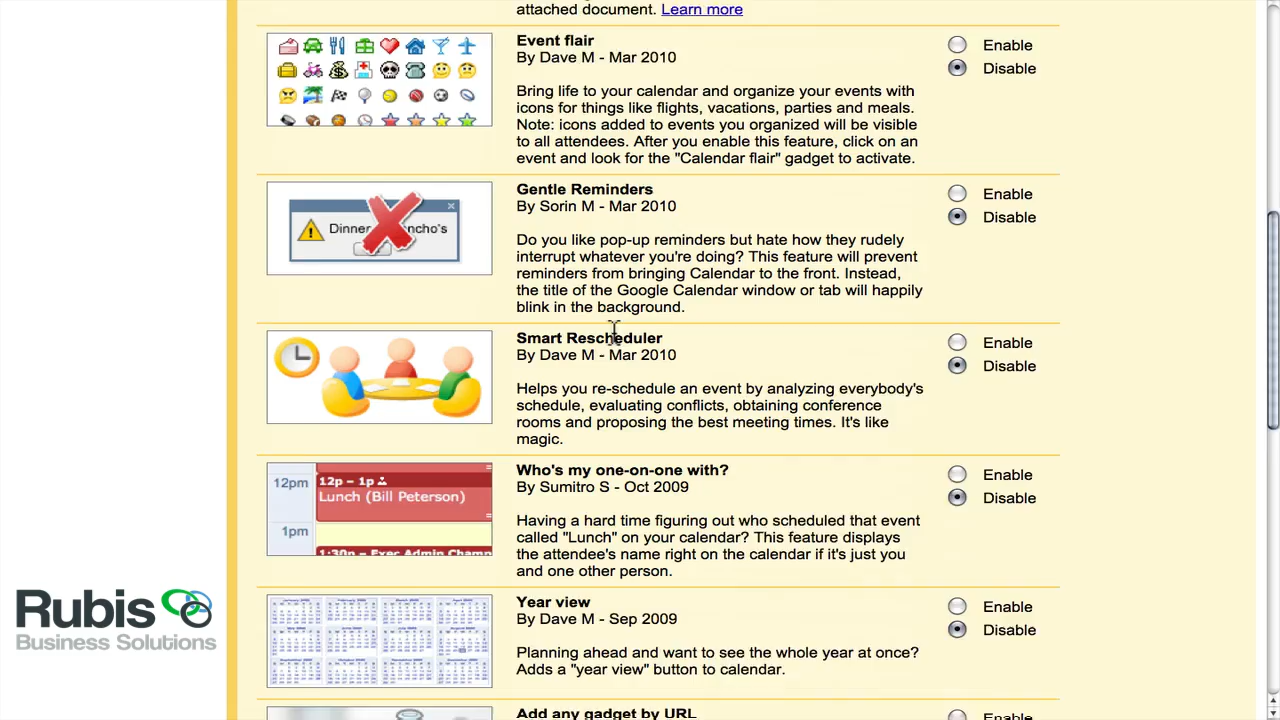 attached document. Learn more
Event flair
By Dave M - Mar 2010
Bring life to your calendar and organize your events with
icons for things like flights, vacations, parties and meals.
Note: icons added to events you organized will be visible
to all attendees. After you enable this feature, click on an
event and look for the "Calendar flair" gadget to activate.
Enable
Disable
Dinner ncho's
Gentle Reminders
By Sorin M - Mar 2010
Do you like pop-up reminders but hate how they rudely
interrupt whatever you're doing? This feature will prevent
reminders from bringing Calendar to the front. Instead,
the title of the Google Calendar window or tab will happily
blink in the background.
Enable
Disable
Smart Rescheduler
By Dave M - Mar 2010
Helps you re-schedule an event by analyzing everybody's
schedule, evaluating conflicts, obtaining conference
rooms and proposing the best meeting times. It's like
magic.
Enable
Disable
12pm
12p – 1p
Lunch (Bill Peterson)
1pm
1:30p – Exec Admin Champ
Who's my one-on-one with?
By Sumitro S - Oct 2009
Having a hard time figuring out who scheduled that event
called "Lunch" on your calendar? This feature displays
the attendee's name right on the calendar if it's just you
and one other person.
Enable
Disable
Year view
By Dave M - Sep 2009
Planning ahead and want to see the whole year at once?
Adds a "year view" button to calendar.
Enable
Disable
Add any gadget by URL
Enable
Rubis
Business Solutions